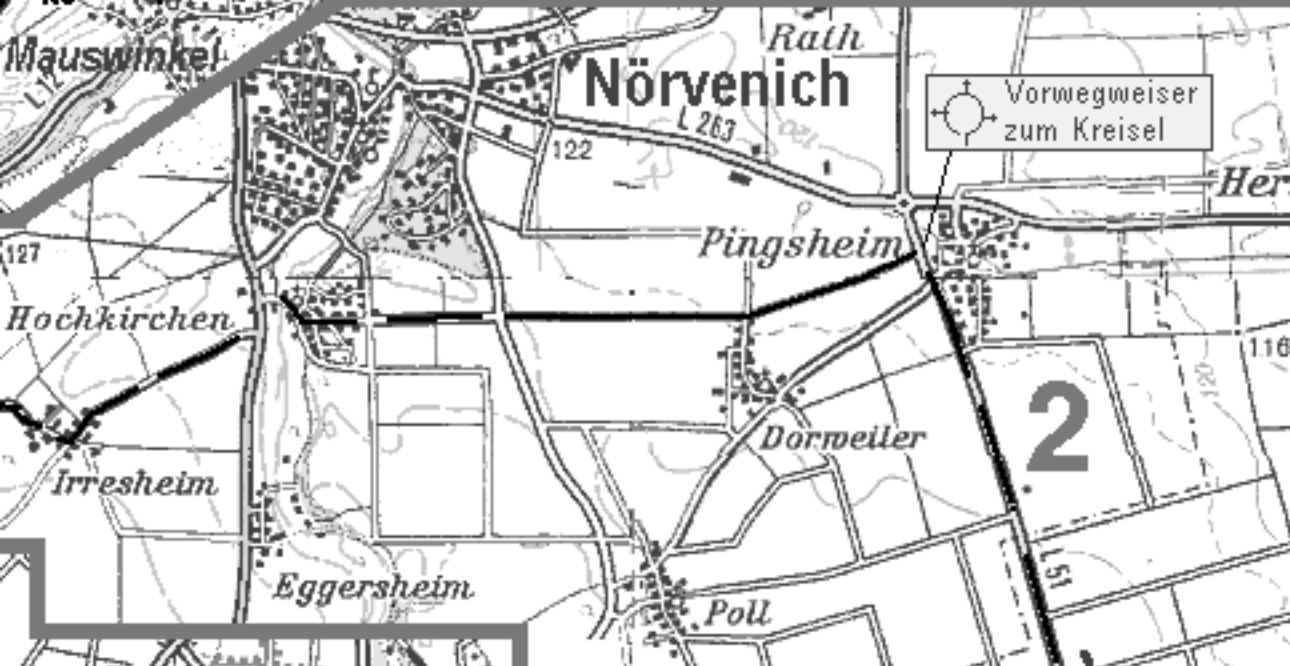 Mauswinkel
Rath
Nörvenich
Vorwegweiser
zum Kreisel
L 263
122
Her
Pingsheim
127
Hochkirchen
116
120
2
Dorweiler
Irresheim
L 51
Eggersheim
Poll